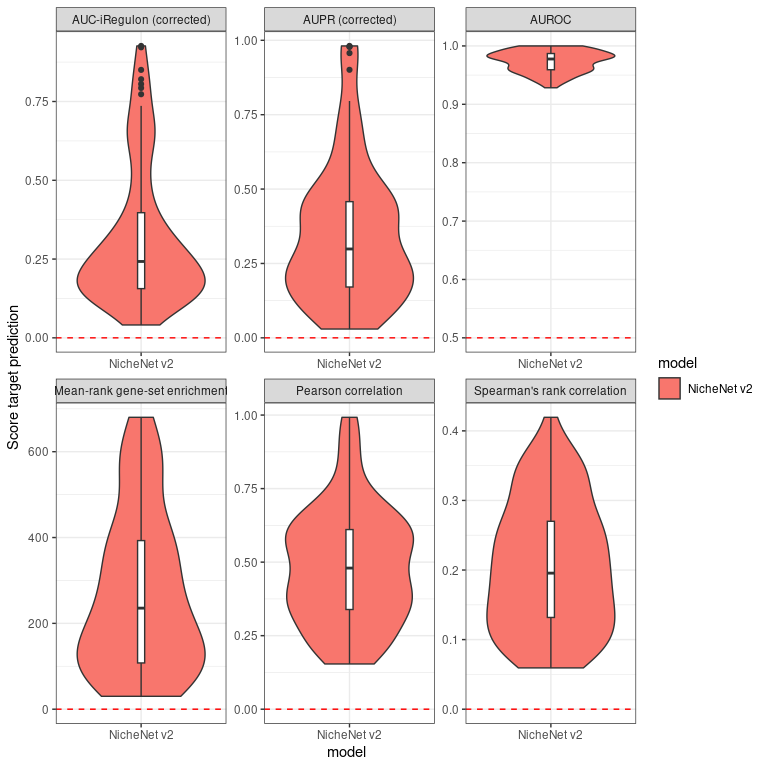 AUC-iRegulon (corrected)
AUPR (corrected)
AUROC
0.75
0.50
0.25
0.00
1.00
0.75
0.50
0.25
0.00
1.0
0.9
0.8
0.7
0.6
0.5
NicheNet v2
NicheNet v2
NicheNet v2
Mean-rank gene-set enrichment
Pearson correlation
Spearman's rank correlation
600
400
200
0
1.00
0.75
0.50
0.25
0.00
0.4
0.3
0.2
0.1
0.0
NicheNet v2
NicheNet v2
NicheNet v2
model
Score target prediction
model
NicheNet v2